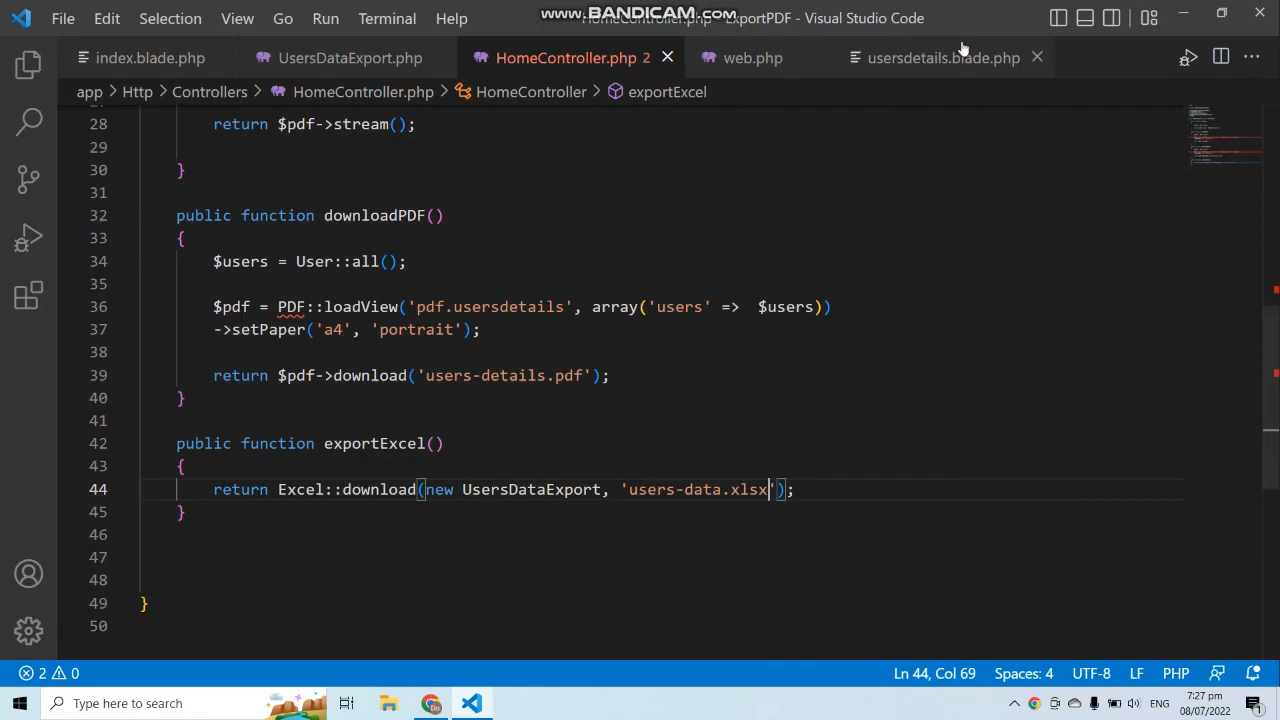 File Edit Selection View Go Run Terminal Help HomeController.php - ExportPDF - Visual Studio Code
www.BANDICAM.com
index.blade.php UsersDataExport.php HomeController.php 2 web.php usersdetails.blade.php
app > Http > Controllers > HomeController.php > HomeController > exportExcel
28 return $pdf->stream();
29
30 }
31
32 public function downloadPDF()
33 {
34 $users = User::all();
35
36 $pdf = PDF::loadView('pdf.usersdetails', array('users' =>  $users))
37 ->setPaper('a4', 'portrait');
38
39 return $pdf->download('users-details.pdf');
40 }
41
42 public function exportExcel()
43 {
44 return Excel::download(new UsersDataExport, 'users-data.xlsx');
45 }
46
47
48
49 }
50
2 0 Ln 44, Col 69 Spaces: 4 UTF-8 LF PHP
Type here to search
7:27 pm
08/07/2022
1